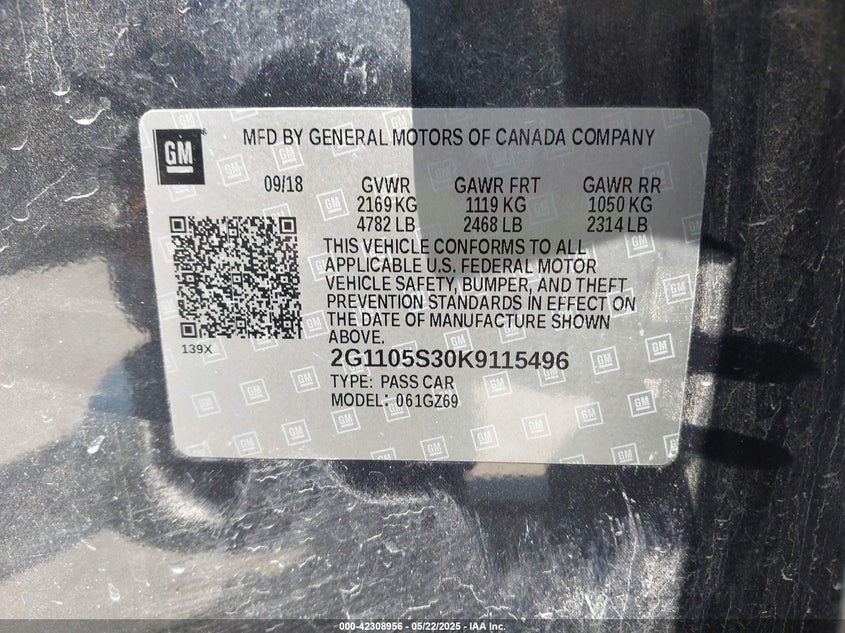 GM
MFD BY GENERAL MOTORS OF CANADA COMPANY
09/18 GVWR GAWR FRT GAWR RR
2169 KG 1119 KG 1050 KG
4782 LB 2468 LB 2314 LB
THIS VEHICLE CONFORMS TO ALL
APPLICABLE U.S. FEDERAL MOTOR
VEHICLE SAFETY, BUMPER, AND THEFT
PREVENTION STANDARDS IN EFFECT ON
THE DATE OF MANUFACTURE SHOWN
ABOVE.
139X
2G1105S30K9115496
TYPE: PASS CAR
MODEL: 061GZ69
000-42308956 - 05/22/2025 - IAA Inc.